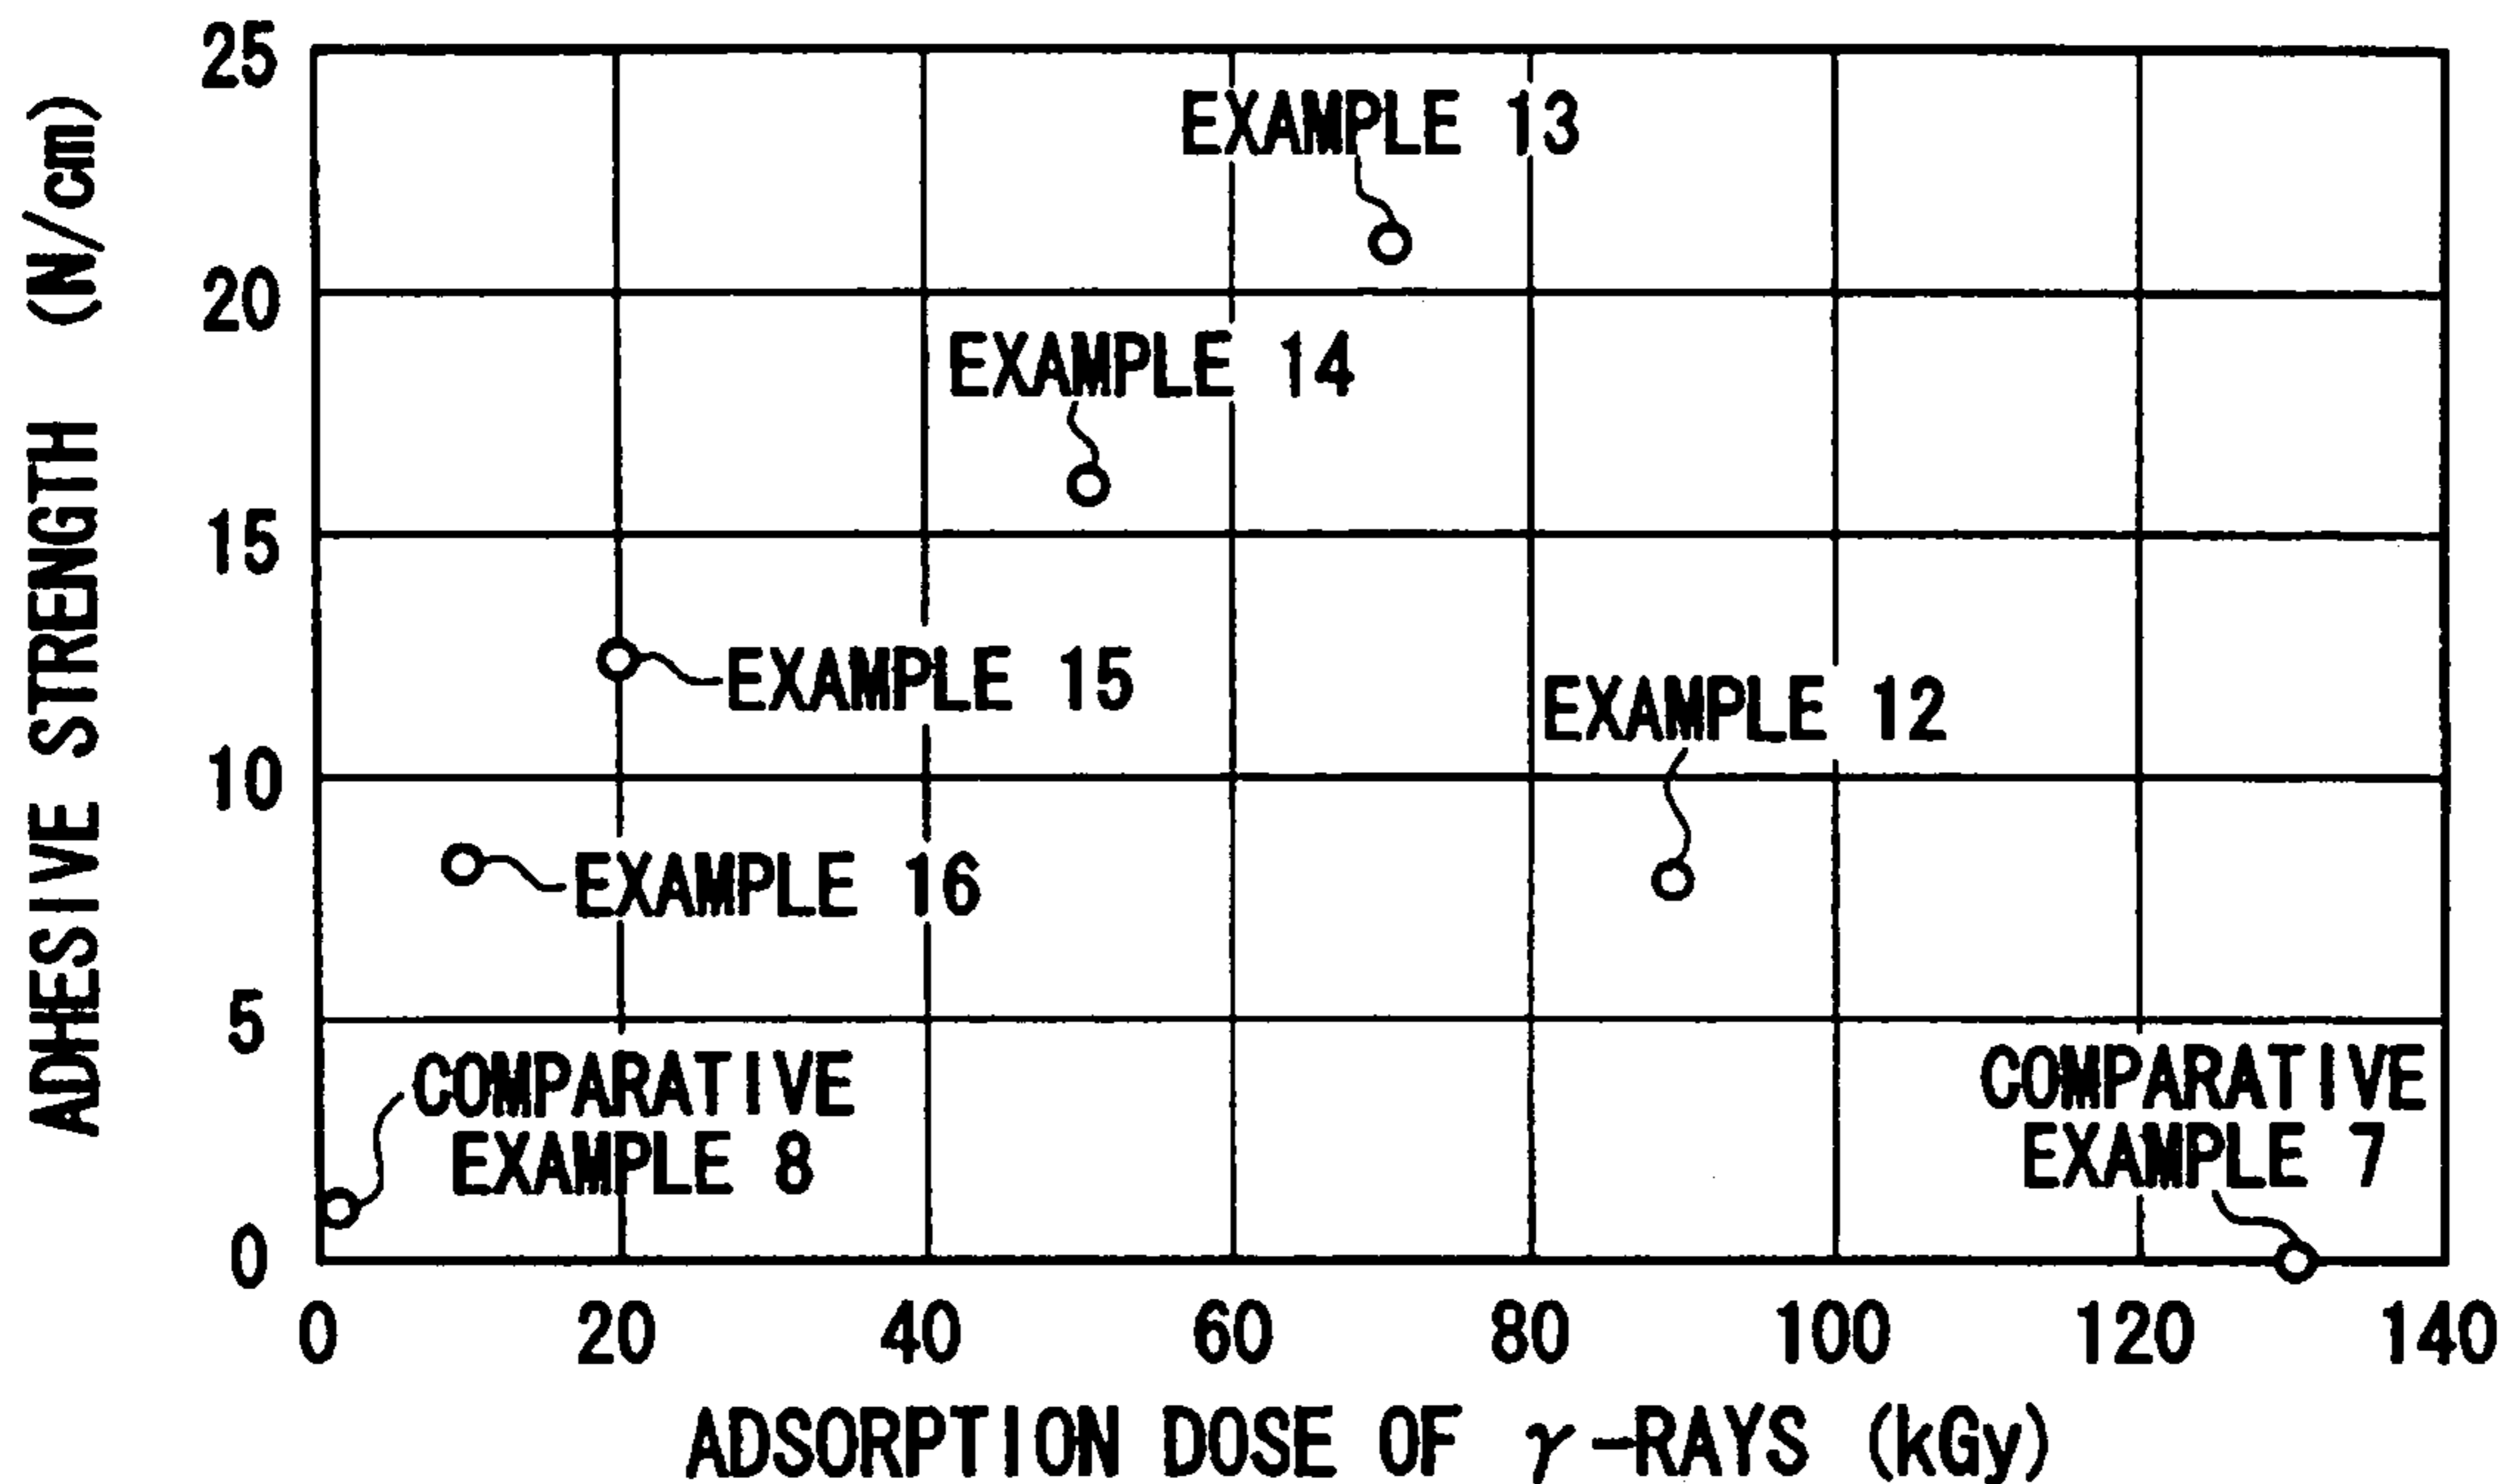 ADHESIVE STRENGTH (N/cm)
25
20
15
10
5
0
EXAMPLE 13
EXAMPLE 14
EXAMPLE 15
EXAMPLE 12
EXAMPLE 16
COMPARATIVE
EXAMPLE 8
COMPARATIVE
EXAMPLE 7
0 20 40 60 80 100 120 140
ADSORPTION DOSE OF γ-RAYS (kGy)